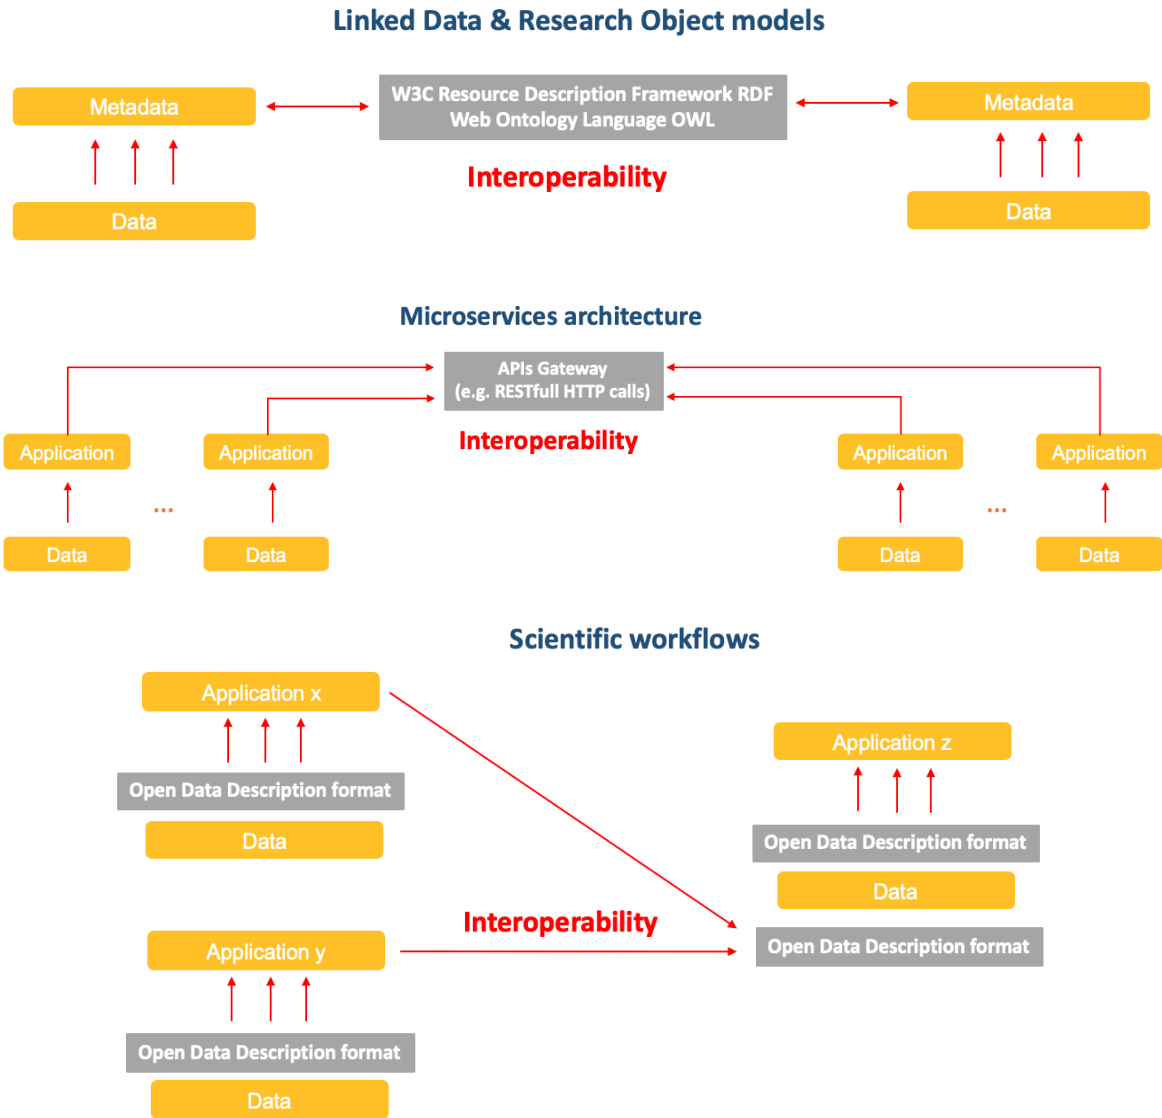 Linked Data & Research Object models
Metadata
W3C Resource Description Framework RDF
Web Ontology Language OWL
Metadata
Interoperability
Data
Data
Microservices architecture
APIs Gateway
(e.g. RESTfull HTTP calls)
Interoperability
Application
Application
Application
Application
...
...
Data
Data
Data
Data
Scientific workflows
Application x
Open Data Description format
Data
Application z
Open Data Description format
Data
Interoperability
Application y
Open Data Description format
Open Data Description format
Data